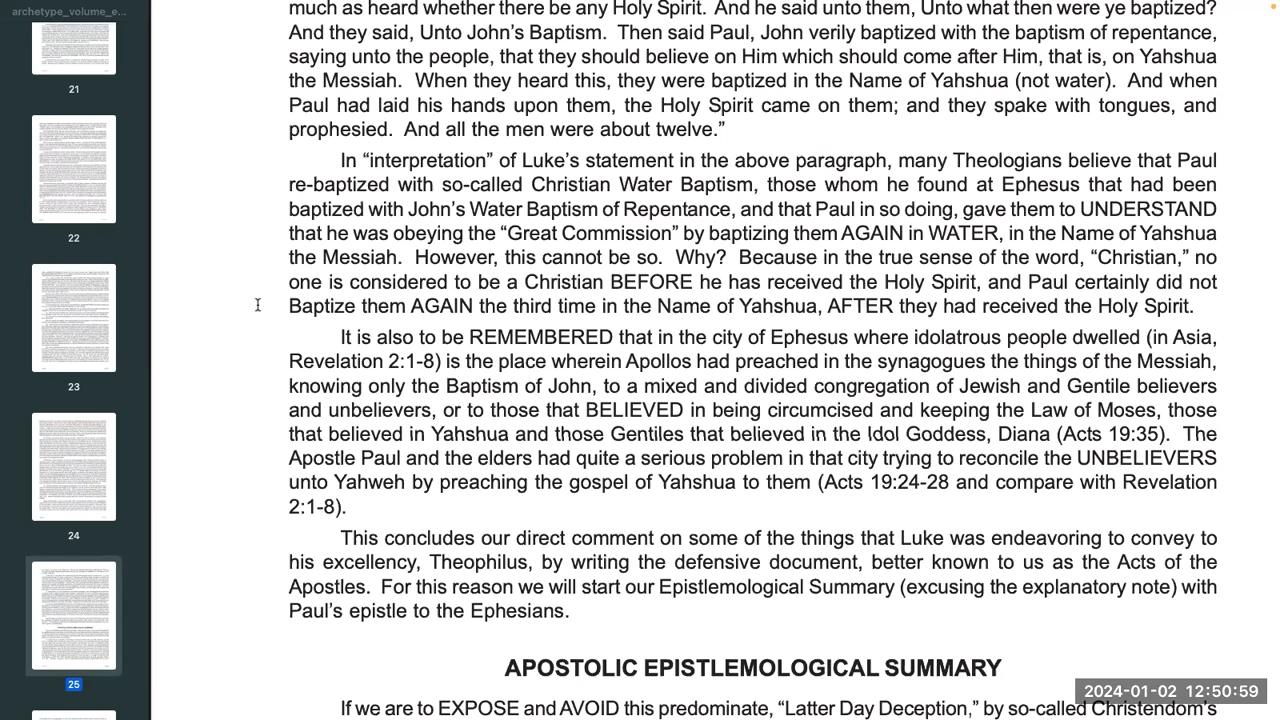 archetype_volume_e...
21
22
23
24
25
much as heard whether there be any Holy Spirit. And he said unto them, Unto what then were ye baptized?
And they said, Unto John's Baptism. Then said Paul, John verily baptized with the baptism of repentance,
saying unto the people, that they should believe on Him which should come after Him, that is, on Yahshua
the Messiah. When they heard this, they were baptized in the Name of Yahshua (not water). And when
Paul had laid his hands upon them, the Holy Spirit came on them; and they spake with tongues, and
prophesied. And all the men were about twelve.”
In “interpretation” of Luke's statement in the above paragraph, many Theologians believe that Paul
re-baptized with so-called Christian Water Baptism, those whom he found at Ephesus that had been
baptized with John's Water Baptism of Repentance, and that Paul in so doing, gave them to UNDERSTAND
that he was obeying the “Great Commission” by baptizing them AGAIN in WATER, in the Name of Yahshua
the Messiah. However, this cannot be so. Why? Because in the true sense of the word, “Christian,” no
one is considered to be a Christian BEFORE he has received the Holy Spirit, and Paul certainly did not
Baptize them AGAIN the third time in the Name of Yahshua, AFTER they had received the Holy Spirit.
It is also to be REMEMBERED that in the city of Ephesus where idolatrous people dwelled (in Asia,
Revelation 2:1-8) is the place wherein Apollos had preached in the synagogues the things of the Messiah,
knowing only the Baptism of John, to a mixed and divided congregation of Jewish and Gentile believers
and unbelievers, or to those that BELIEVED in being circumcised and keeping the Law of Moses, those
that believed in Yahshua and those Gentiles that believed in the Idol Goddess, Diana (Acts 19:35). The
Apostle Paul and the elders had quite a serious problem in that city trying to reconcile the UNBELIEVERS
unto Yahweh by preaching the gospel of Yahshua to them (Acts 19:24-28 and compare with Revelation
2:1-8).
This concludes our direct comment on some of the things that Luke was endeavoring to convey to
his excellency, Theophilus, by writing the defensive document, better known to us as the Acts of the
Apostles. For this reason we will start our Epistemological Summary (excluding the explanatory note) with
Paul's epistle to the Ephesians.
APOSTOLIC EPISTLEMOLOGICAL SUMMARY
If we are to EXPOSE and AVOID this predominate, “Latter Day Deception,” by so-called Christendom's
2024-01-02 12:50:59